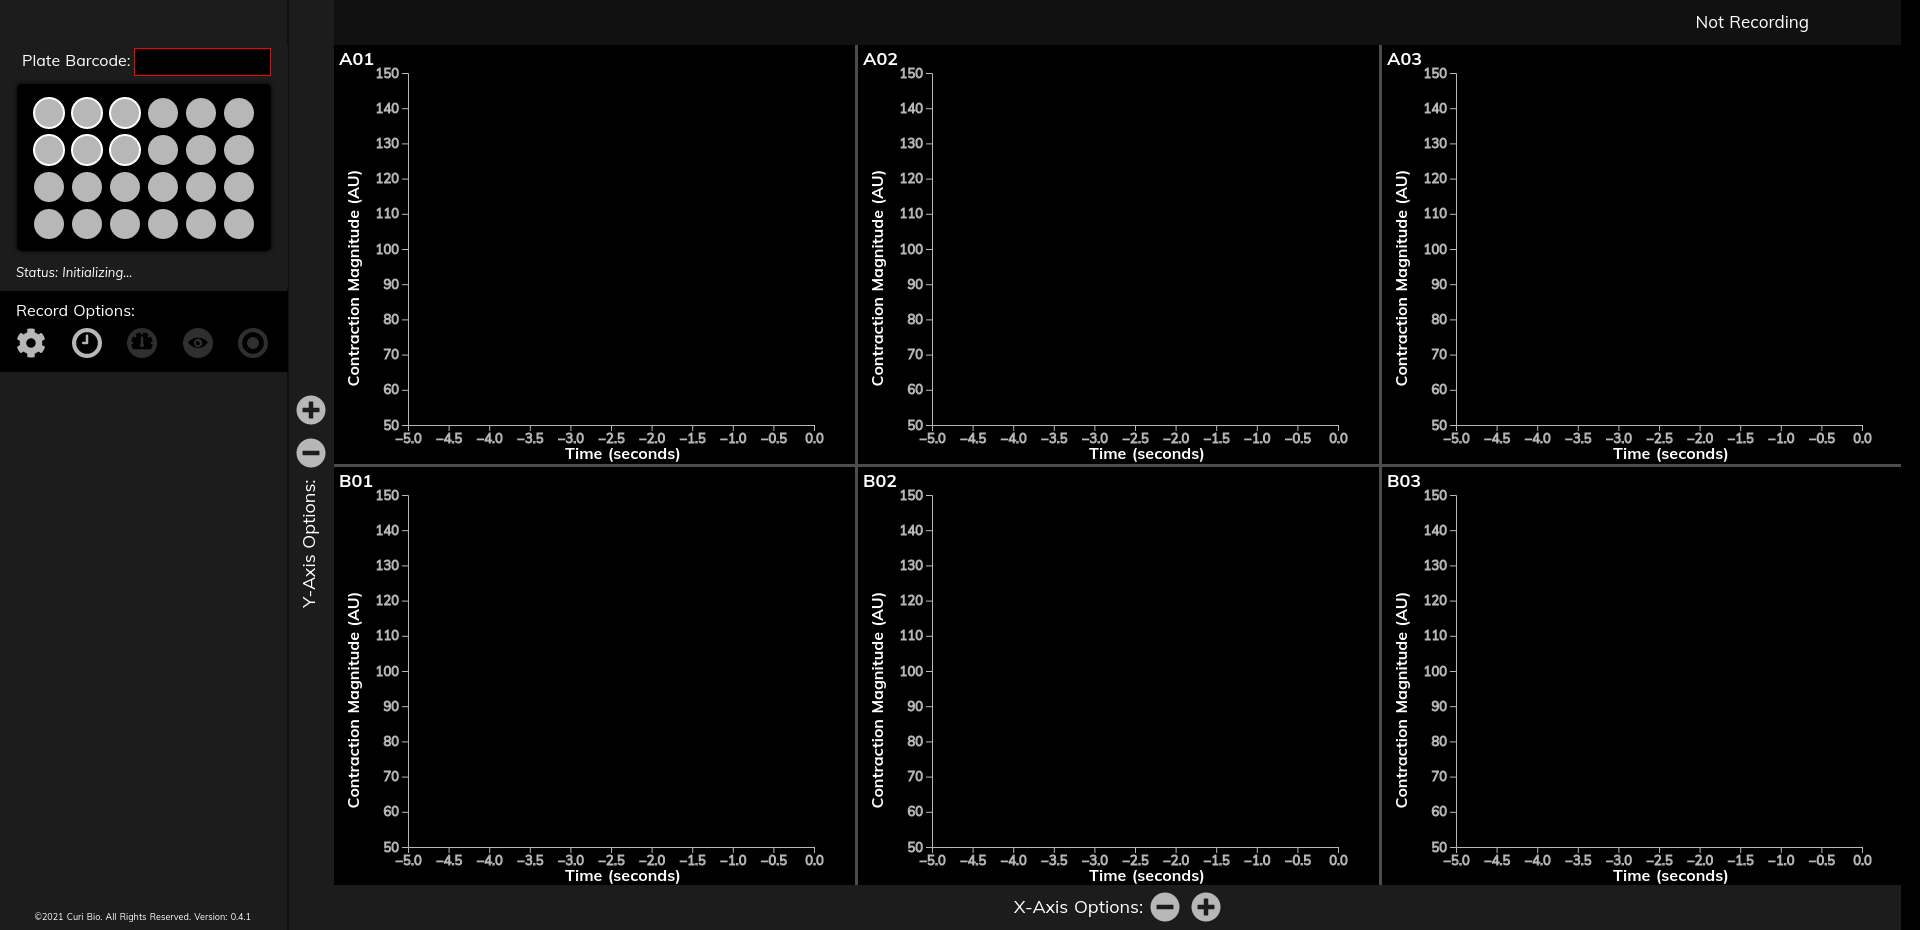 Not Recording
Plate Barcode:
Status: Initializing...
Record Options:
Y-Axis Options:
A01
150
140
130
120
110
100
90
80
70
60
50
Contraction Magnitude (AU)
−5.0 −4.5 −4.0 −3.5 −3.0 −2.5 −2.0 −1.5 −1.0 −0.5 0.0
Time (seconds)
A02
150
140
130
120
110
100
90
80
70
60
50
Contraction Magnitude (AU)
−5.0 −4.5 −4.0 −3.5 −3.0 −2.5 −2.0 −1.5 −1.0 −0.5 0.0
Time (seconds)
A03
150
140
130
120
110
100
90
80
70
60
50
Contraction Magnitude (AU)
−5.0 −4.5 −4.0 −3.5 −3.0 −2.5 −2.0 −1.5 −1.0 −0.5 0.0
Time (seconds)
B01
150
140
130
120
110
100
90
80
70
60
50
Contraction Magnitude (AU)
−5.0 −4.5 −4.0 −3.5 −3.0 −2.5 −2.0 −1.5 −1.0 −0.5 0.0
Time (seconds)
B02
150
140
130
120
110
100
90
80
70
60
50
Contraction Magnitude (AU)
−5.0 −4.5 −4.0 −3.5 −3.0 −2.5 −2.0 −1.5 −1.0 −0.5 0.0
Time (seconds)
B03
150
140
130
120
110
100
90
80
70
60
50
Contraction Magnitude (AU)
−5.0 −4.5 −4.0 −3.5 −3.0 −2.5 −2.0 −1.5 −1.0 −0.5 0.0
Time (seconds)
X-Axis Options:
©2021 Curi Bio. All Rights Reserved. Version: 0.4.1